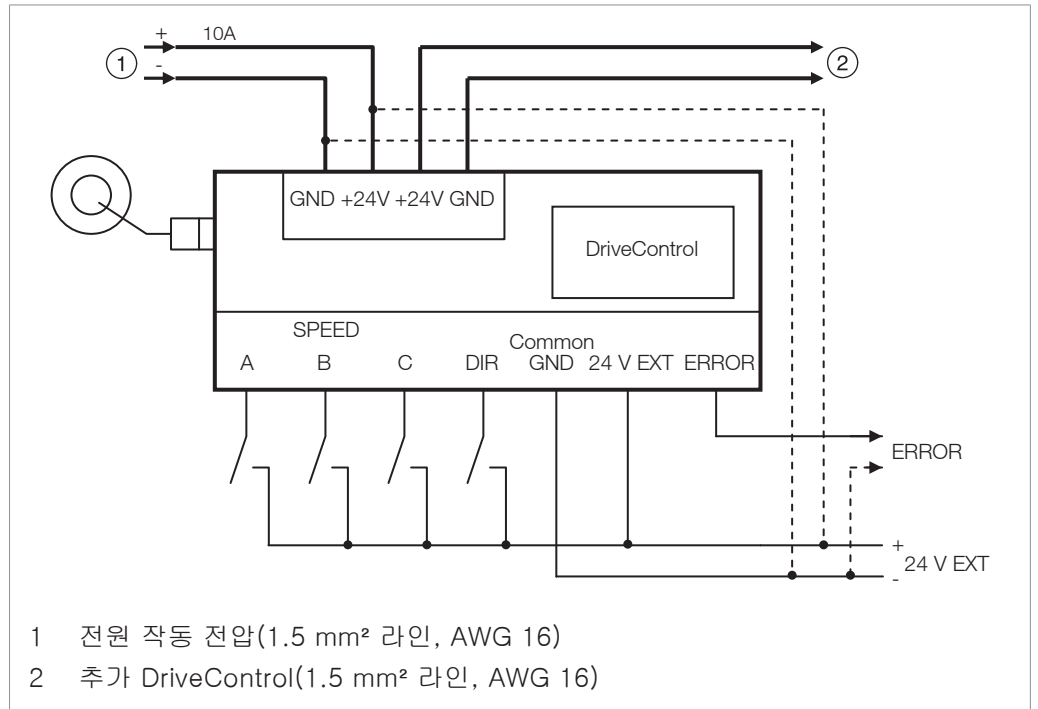 + 10A
1
-
2
GND +24V +24V GND
DriveControl
SPEED
Common
A B C DIR GND 24 V EXT ERROR
ERROR
+
24 V EXT
-
1 전원 작동 전압(1.5 mm² 라인, AWG 16)
2 추가 DriveControl(1.5 mm² 라인, AWG 16)